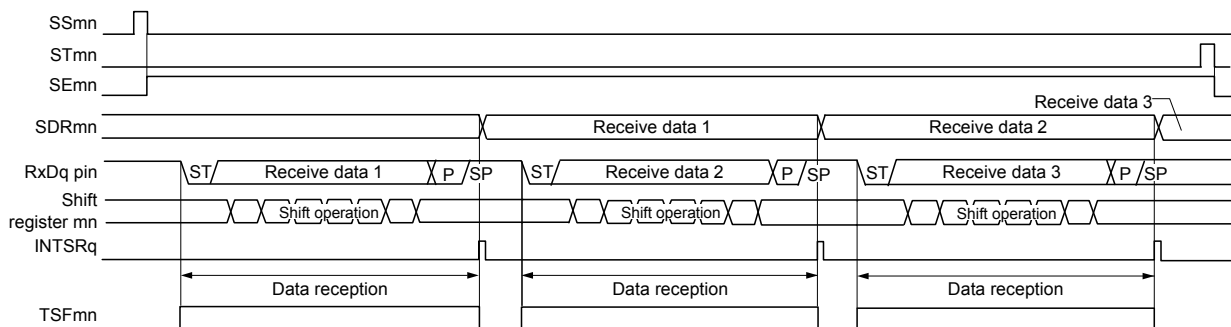 SSmn
STmn
SEmn
Receive data 3
SDRmn Receive data 1 Receive data 2
RxDq pin ST Receive data 1 P SP ST Receive data 2 P SP ST Receive data 3 P SP
Shift
register mn Shift operation Shift operation Shift operation
INTSRq
Data reception Data reception Data reception
TSFmn